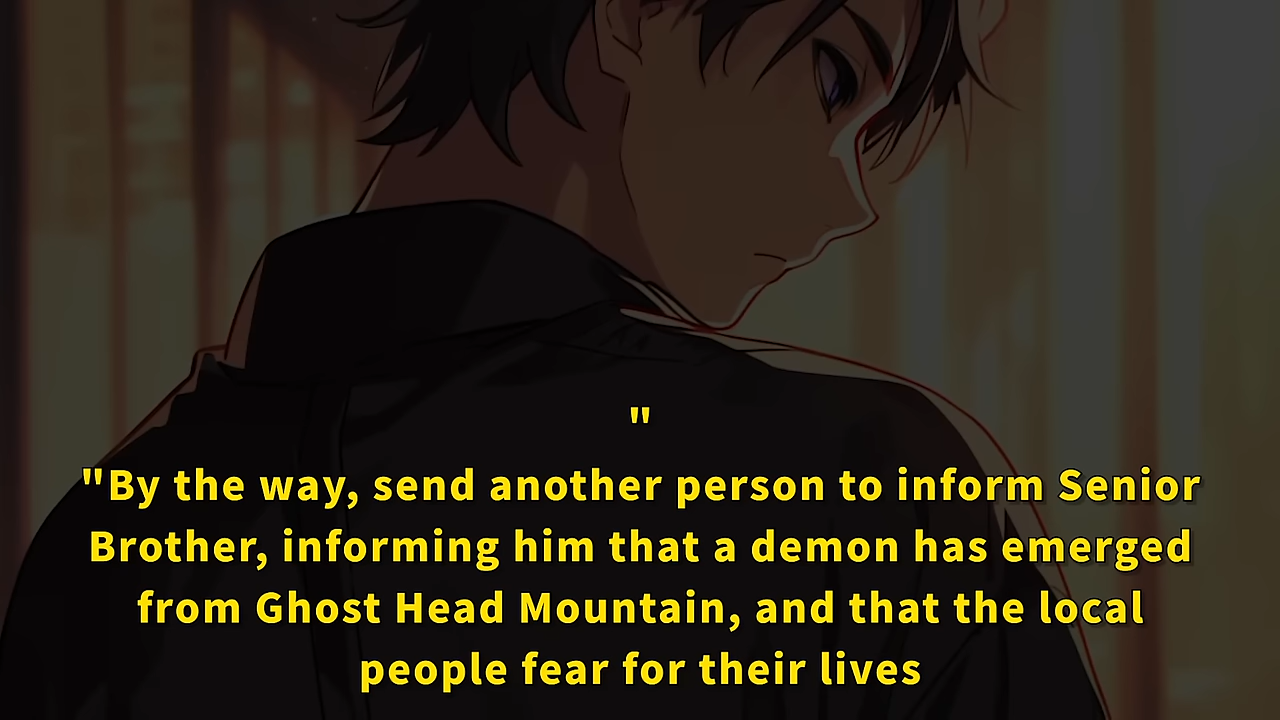 "
"By the way, send another person to inform Senior
Brother, informing him that a demon has emerged
from Ghost Head Mountain, and that the local
people fear for their lives